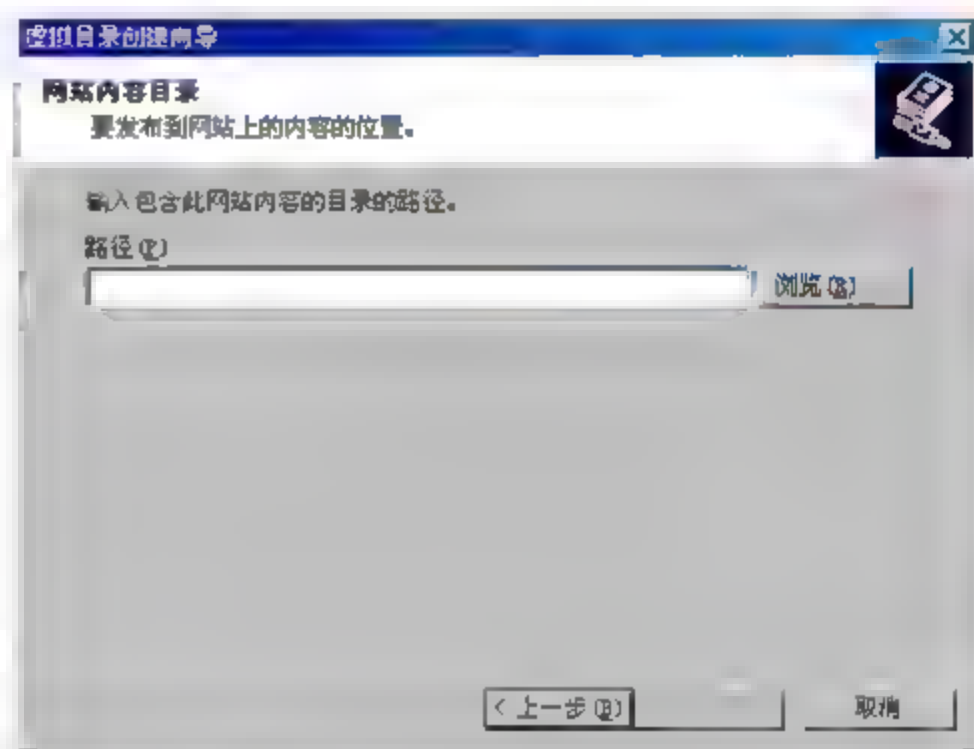 虚拟目录创建向导
网站内容目录
要发布到网站上的内容的位置。
输入包含此网站内容的目录的路径。
路径(P)
浏览(R)
< 上一步(B)
取消